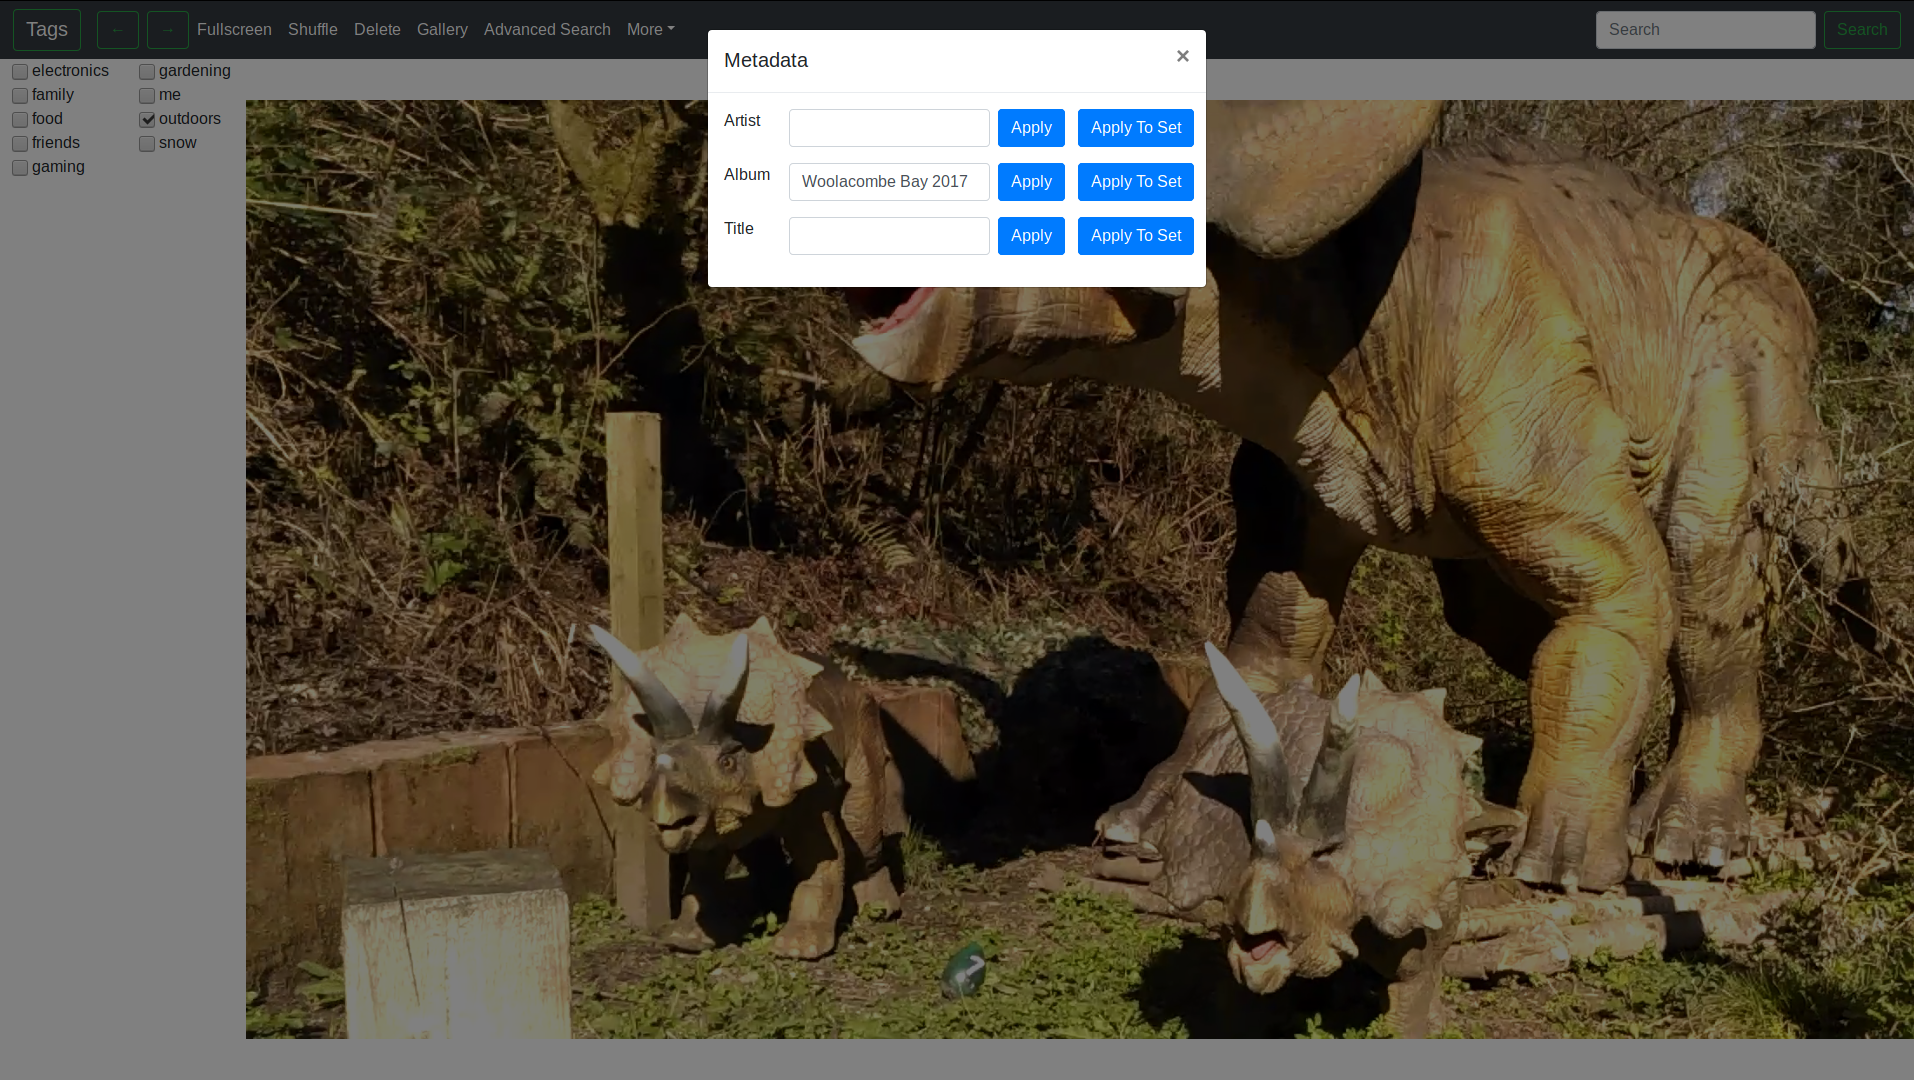 Tags ← → Fullscreen Shuffle Delete Gallery Advanced Search More Search Search
electronics gardening
family me
food outdoors
friends snow
gaming
Metadata ×
Artist Apply Apply To Set
Album Woolacombe Bay 2017 Apply Apply To Set
Title Apply Apply To Set